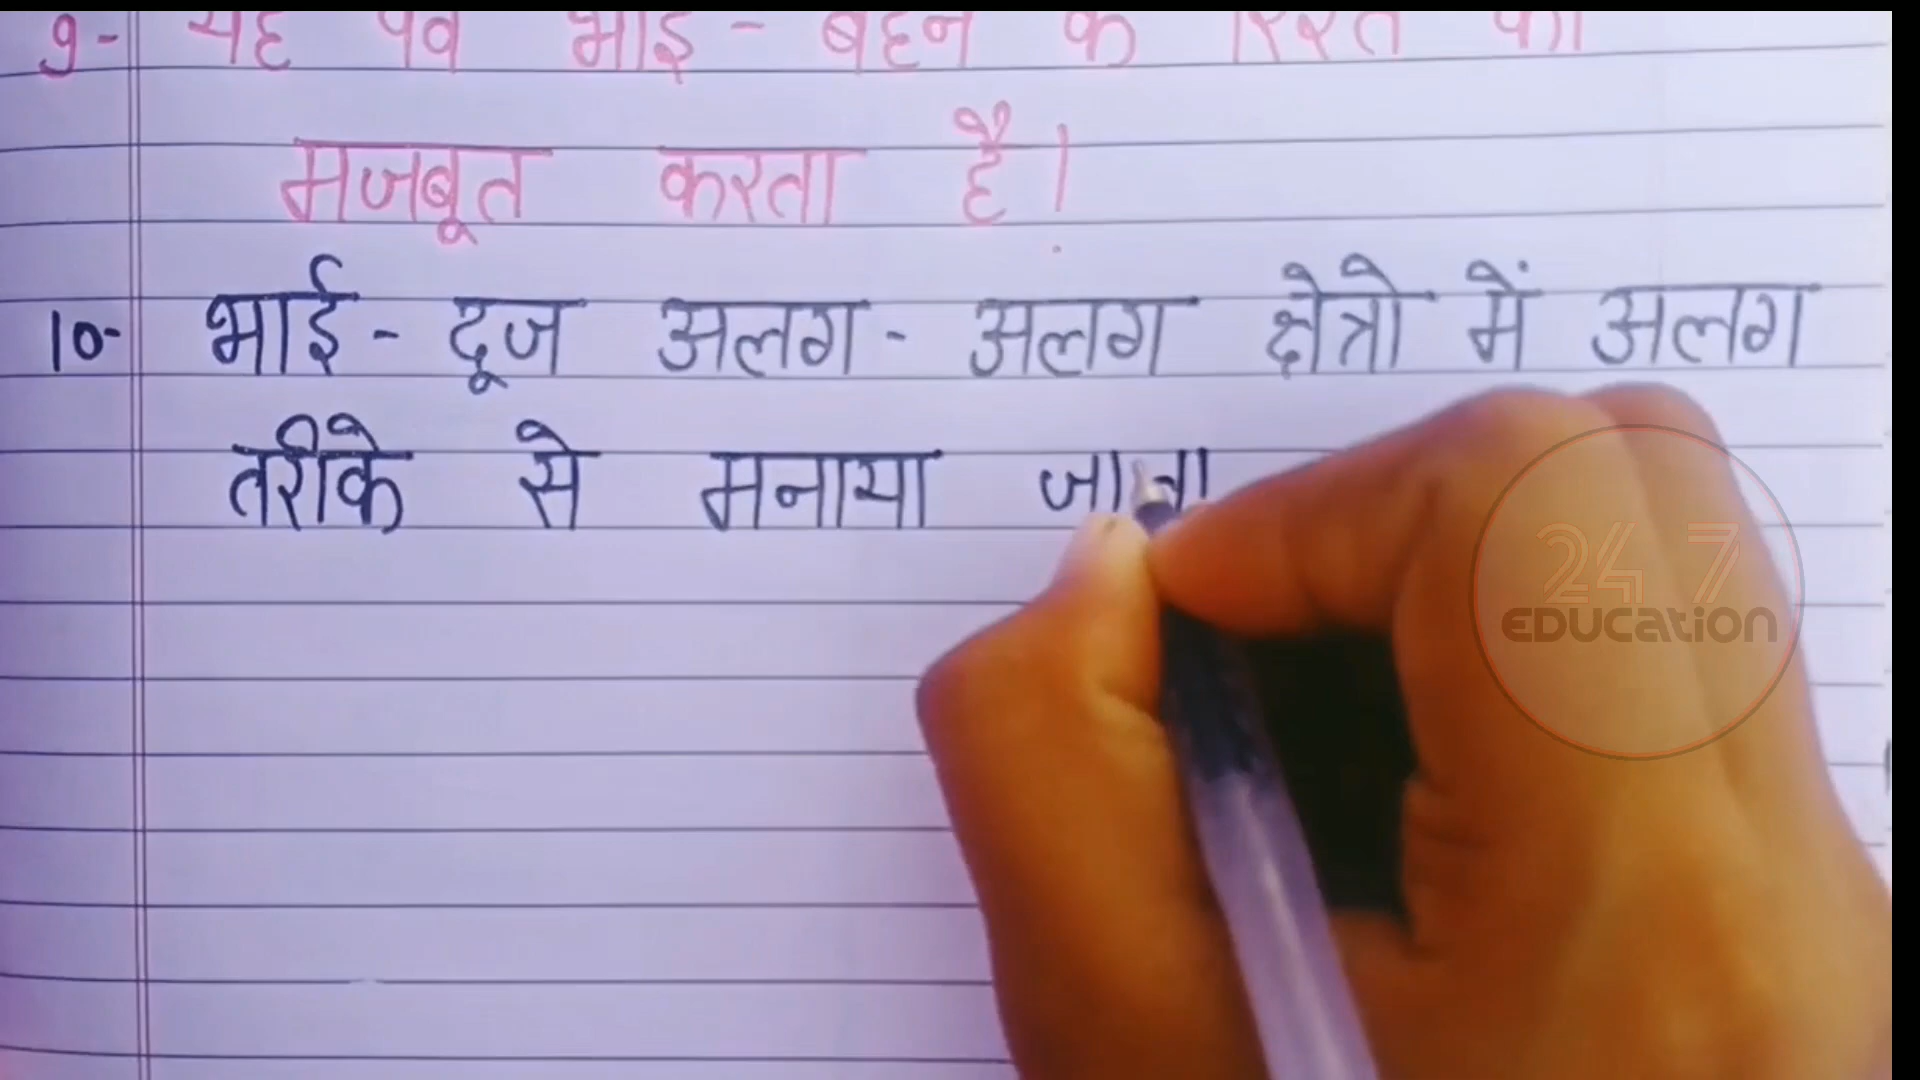 9- यह पर्व भाई - बहन के रिश्ते को
मजबूत करता है।
10- भाई - दूज अलग - अलग क्षेत्रो में अलग
तरीके से मनाया जाता
24 7
EDUCATION